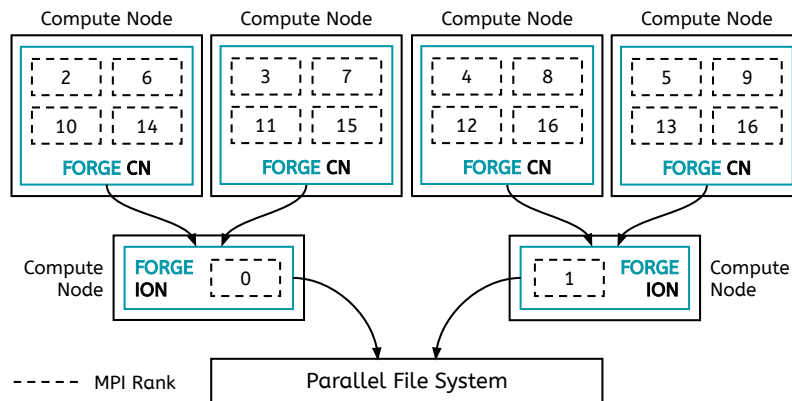 Compute Node
Compute Node
Compute Node
Compute Node
2 6
10 14
FORGE CN
3 7
11 15
FORGE CN
4 8
12 16
FORGE CN
5 9
13 16
FORGE CN
Compute
Node
FORGE
ION
0
1
FORGE
ION
Compute
Node
MPI Rank
Parallel File System